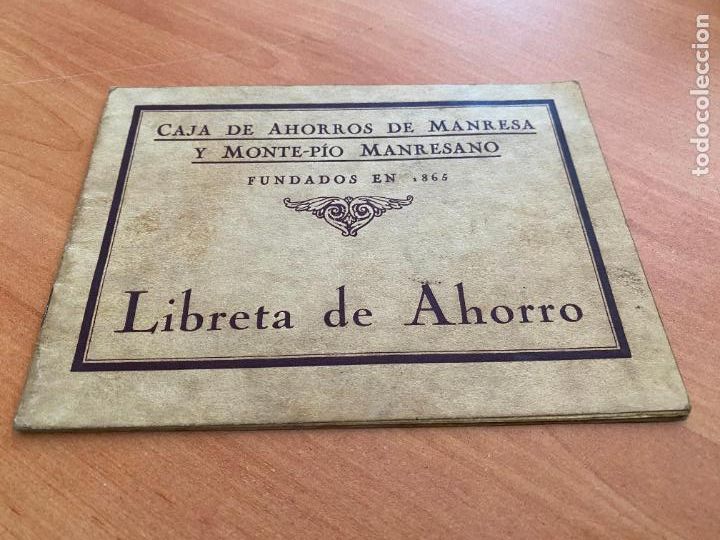 CAJA DE AHORROS DE MANRESA
Y MONTE-PÍO MANRESANO
FUNDADOS EN 1865
Libreta de Ahorro
todocoleccion